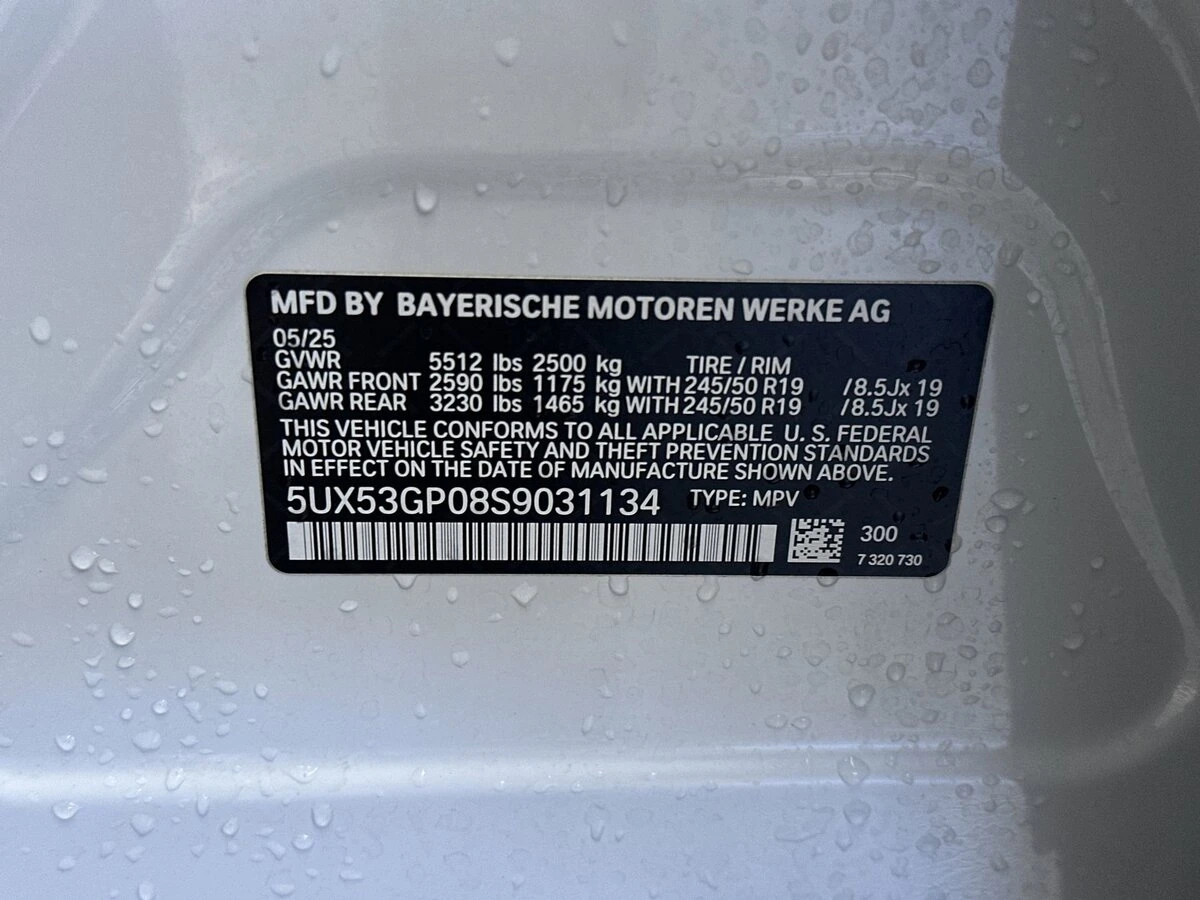 MFD BY BAYERISCHE MOTOREN WERKE AG
05/25
GVWR 5512 lbs 2500 kg TIRE / RIM
GAWR FRONT 2590 lbs 1175 kg WITH 245/50 R19 /8.5Jx 19
GAWR REAR 3230 lbs 1465 kg WITH 245/50 R19 /8.5Jx 19
THIS VEHICLE CONFORMS TO ALL APPLICABLE U. S. FEDERAL
MOTOR VEHICLE SAFETY AND THEFT PREVENTION STANDARDS
IN EFFECT ON THE DATE OF MANUFACTURE SHOWN ABOVE.
5UX53GP08S9031134 TYPE: MPV
300
7 320 730